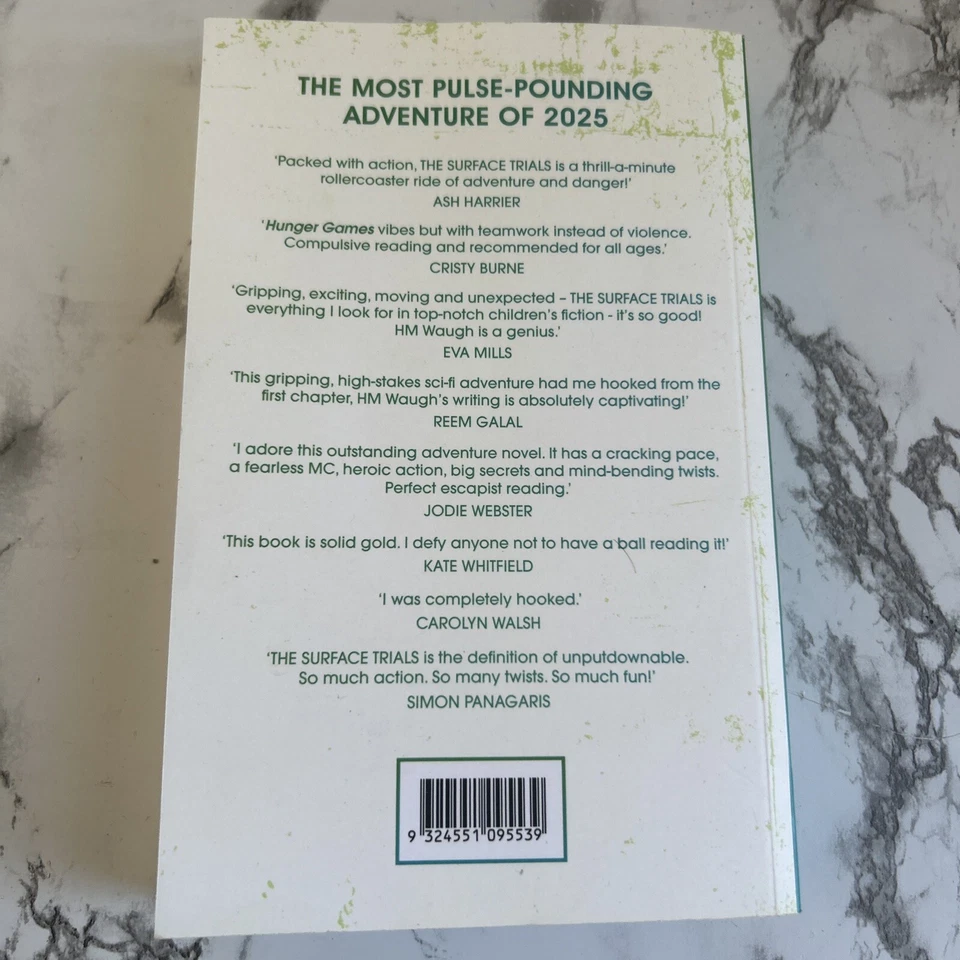 THE MOST PULSE-POUNDING
ADVENTURE OF 2025
‘Packed with action, THE SURFACE TRIALS is a thrill-a-minute
rollercoaster ride of adventure and danger!’
ASH HARRIER
‘Hunger Games vibes but with teamwork instead of violence.
Compulsive reading and recommended for all ages.’
CRISTY BURNE
‘Gripping, exciting, moving and unexpected – THE SURFACE TRIALS is
everything I look for in top-notch children’s fiction - it’s so good!
HM Waugh is a genius.’
EVA MILLS
‘This gripping, high-stakes sci-fi adventure had me hooked from the
first chapter, HM Waugh’s writing is absolutely captivating!’
REEM GALAL
‘I adore this outstanding adventure novel. It has a cracking pace,
a fearless MC, heroic action, big secrets and mind-bending twists.
Perfect escapist reading.’
JODIE WEBSTER
‘This book is solid gold. I defy anyone not to have a ball reading it!’
KATE WHITFIELD
‘I was completely hooked.’
CAROLYN WALSH
‘THE SURFACE TRIALS is the definition of unputdownable.
So much action. So many twists. So much fun!’
SIMON PANAGARIS
9 324551 095539